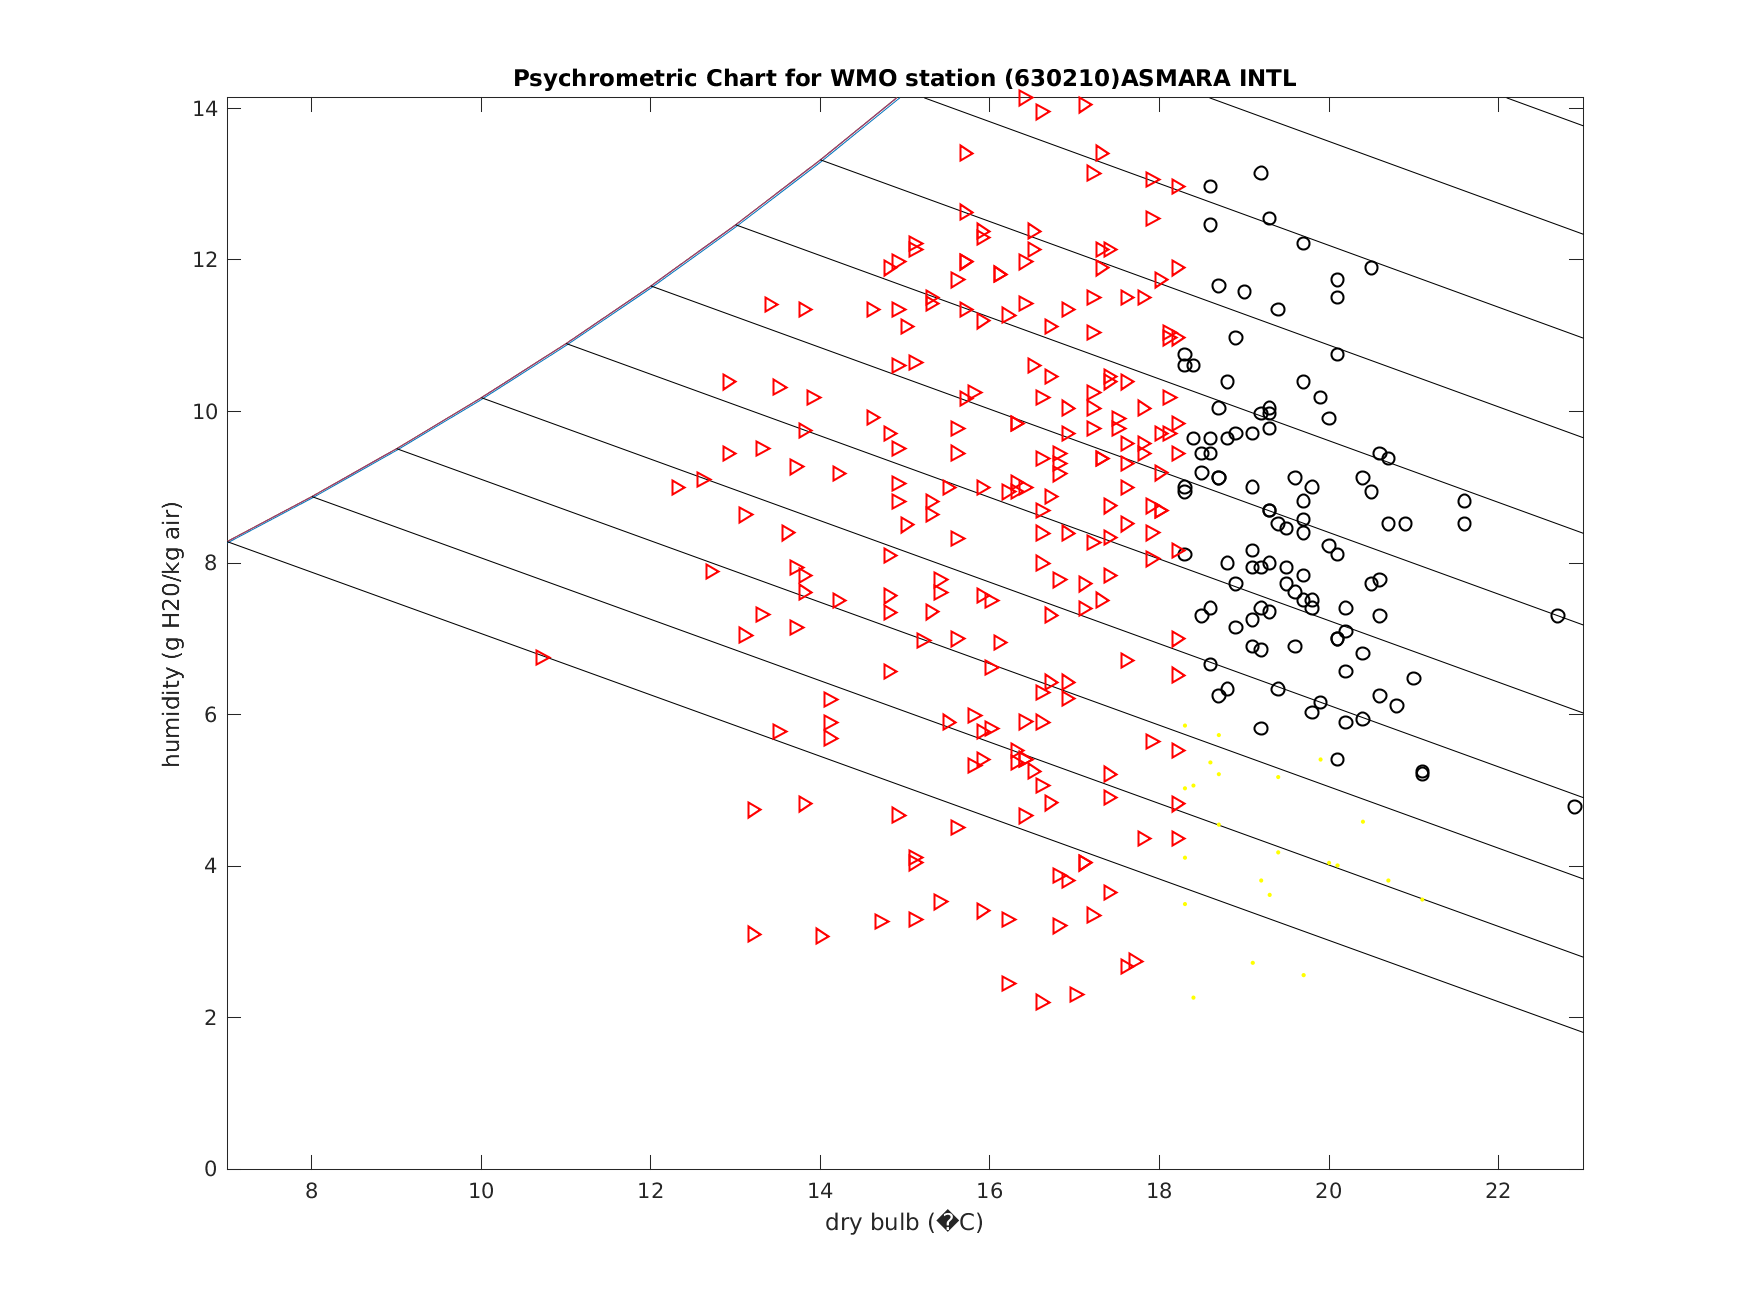 Psychrometric Chart for WMO station (630210)ASMARA INTL
14
12
10
8
6
4
2
0
humidity (g H20/kg air)
8 10 12 14 16 18 20 22
dry bulb (�C)